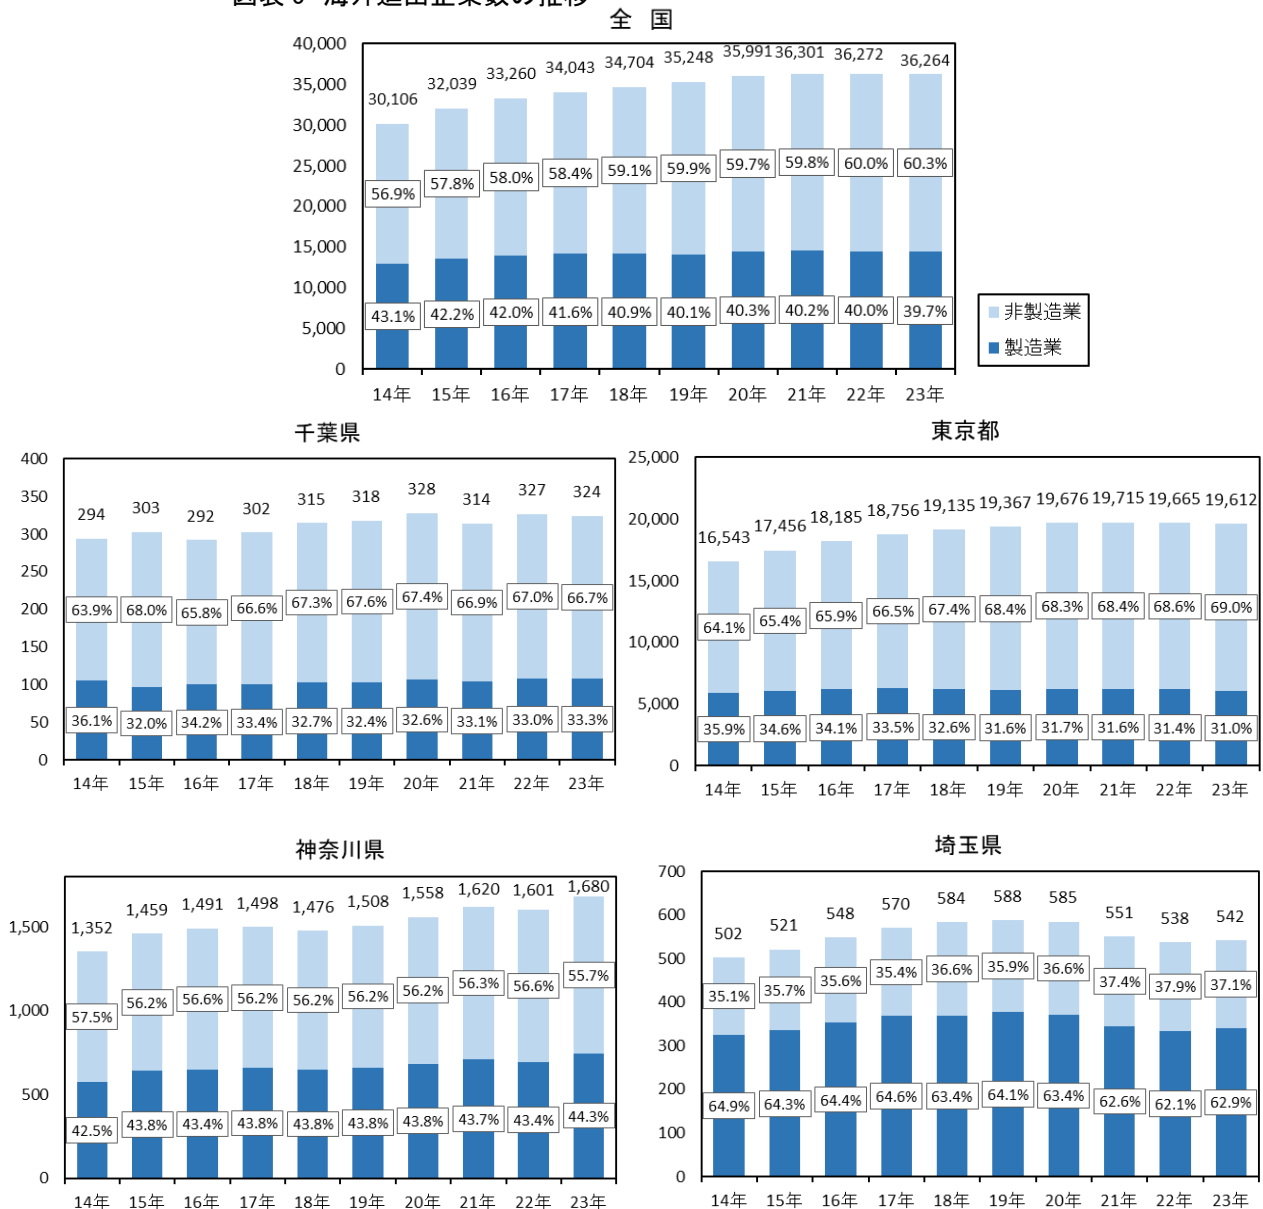 全 国
40,000
35,000
30,000
25,000
20,000
15,000
10,000
5,000
0
30,106 32,039 33,260 34,043 34,704 35,248 35,991 36,301 36,272 36,264
56.9% 57.8% 58.0% 58.4% 59.1% 59.9% 59.7% 59.8% 60.0% 60.3%
43.1% 42.2% 42.0% 41.6% 40.9% 40.1% 40.3% 40.2% 40.0% 39.7%
14年 15年 16年 17年 18年 19年 20年 21年 22年 23年
非製造業
製造業
千葉県
400
350
300
250
200
150
100
50
0
294 303 292 302 315 318 328 314 327 324
63.9% 68.0% 65.8% 66.6% 67.3% 67.6% 67.4% 66.9% 67.0% 66.7%
36.1% 32.0% 34.2% 33.4% 32.7% 32.4% 32.6% 33.1% 33.0% 33.3%
14年 15年 16年 17年 18年 19年 20年 21年 22年 23年
東京都
25,000
20,000
15,000
10,000
5,000
0
16,543 17,456 18,185 18,756 19,135 19,367 19,676 19,715 19,665 19,612
64.1% 65.4% 65.9% 66.5% 67.4% 68.4% 68.3% 68.4% 68.6% 69.0%
35.9% 34.6% 34.1% 33.5% 32.6% 31.6% 31.7% 31.6% 31.4% 31.0%
14年 15年 16年 17年 18年 19年 20年 21年 22年 23年
神奈川県
1,500
1,000
500
0
1,352 1,459 1,491 1,498 1,476 1,508 1,558 1,620 1,601 1,680
57.5% 56.2% 56.6% 56.2% 56.2% 56.2% 56.2% 56.3% 56.6% 55.7%
42.5% 43.8% 43.4% 43.8% 43.8% 43.8% 43.8% 43.7% 43.4% 44.3%
14年 15年 16年 17年 18年 19年 20年 21年 22年 23年
埼玉県
700
600
500
400
300
200
100
0
502 521 548 570 584 588 585 551 538 542
35.1% 35.7% 35.6% 35.4% 36.6% 35.9% 36.6% 37.4% 37.9% 37.1%
64.9% 64.3% 64.4% 64.6% 63.4% 64.1% 63.4% 62.6% 62.1% 62.9%
14年 15年 16年 17年 18年 19年 20年 21年 22年 23年